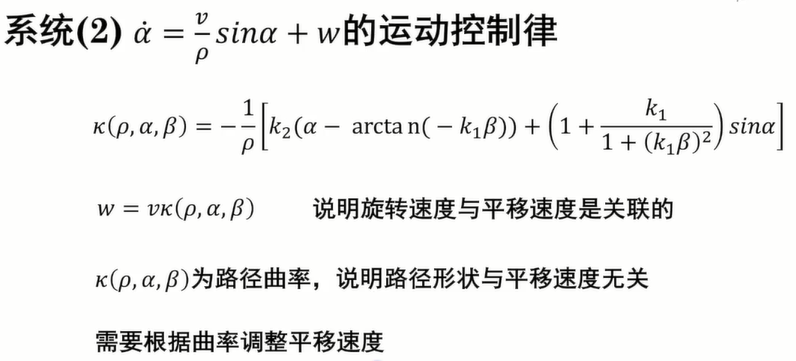 系统(2) α̇ = v/ρ sinα + w的运动控制律
κ(ρ, α, β) = −1/ρ [k₂(α − arctan(−k₁β)) + (1 + k₁/(1 + (k₁β)²)) sinα]
w = vκ(ρ, α, β) 说明旋转速度与平移速度是关联的
κ(ρ, α, β)为路径曲率，说明路径形状与平移速度无关
需要根据曲率调整平移速度